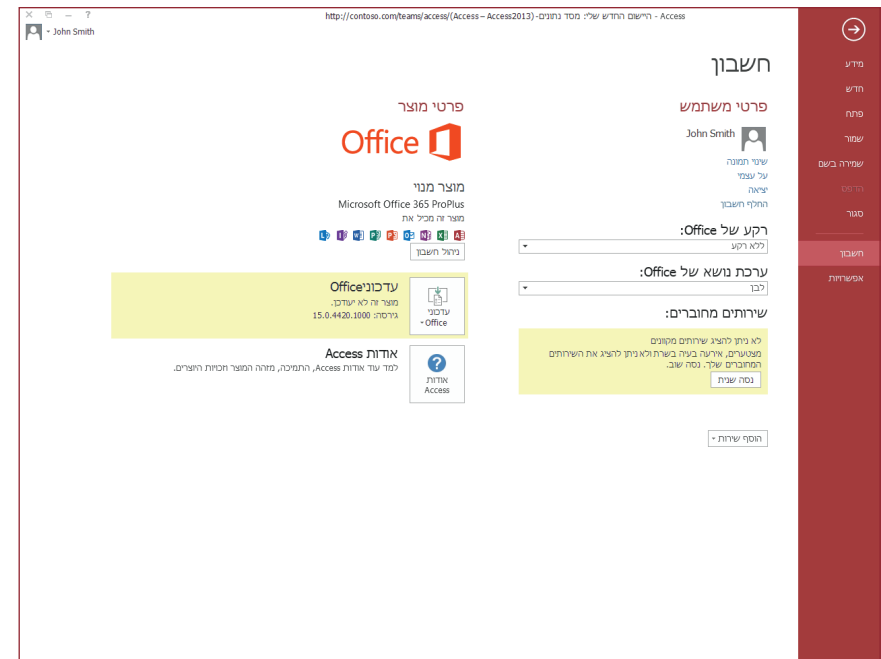 היישום החדש שלי: מסד נתונים- (Access – Access2013)/http://contoso.com/teams/access - Access
John Smith
מידע
חדש
פתח
שמור
שמירה בשם
הדפס
סגור
חשבון
אפשרויות
חשבון
פרטי משתמש
John Smith
שינוי תמונה
על עצמי
יציאה
החלף חשבון
רקע של Office:
ללא רקע
ערכת נושא של Office:
לבן
שירותים מחוברים:
לא ניתן להציג שירותים מקוונים
מצטערים, אירעה בעיה בשרת ולא ניתן להציג את השירותים
המחוברים שלך. נסה שוב.
נסה שנית
הוסף שירות
פרטי מוצר
Office
מוצר מנוי
Microsoft Office 365 ProPlus
מוצר זה מכיל את
ניהול חשבון
עדכוני Office
עדכוניOffice
מוצר זה לא יעודכן.
גירסה: 15.0.4420.1000
אודות Access
אודות Access
למד עוד אודות Access, התמיכה, מזהה המוצר וזכויות היוצרים.